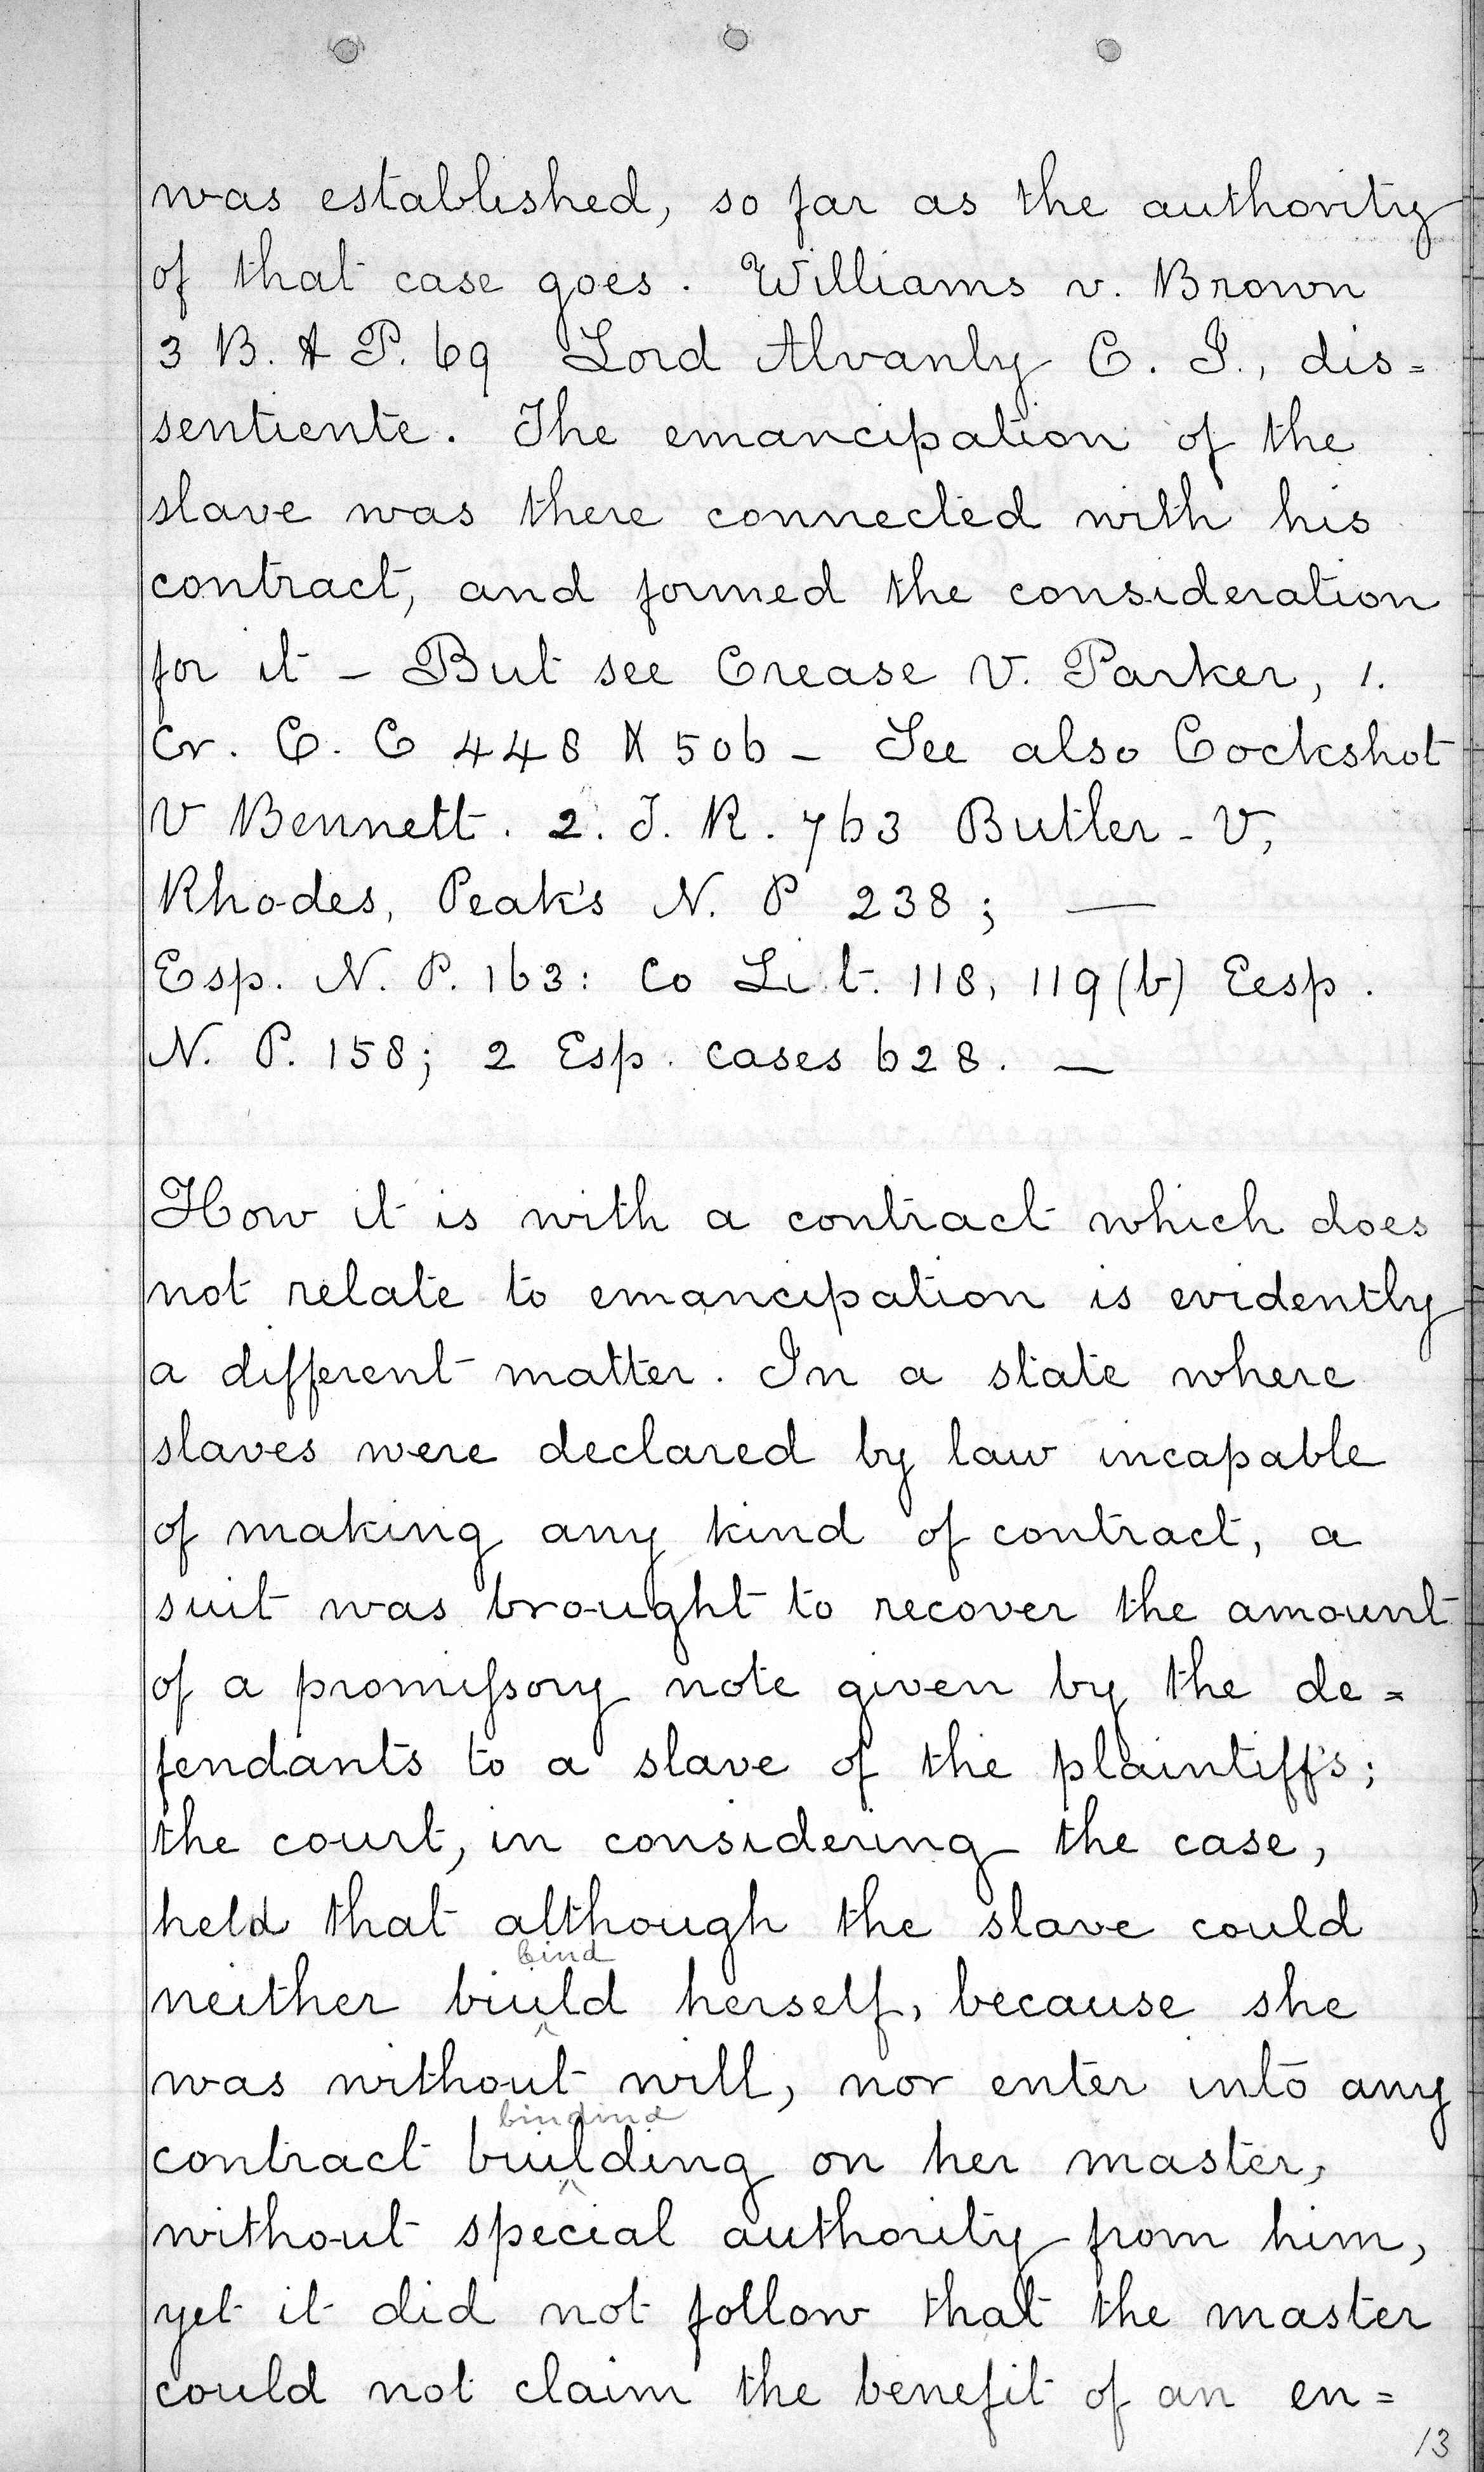 was established, so far as the authority
of that case goes. Williams v. Brown
3 B. & P. 69 Lord Alvanly C. J., dis=
sentiente. The emancipation of the
slave was there connected with his
contract, and formed the consideration
for it – But see Crease V. Parker, 1.
Cr. C. C 448 & 506 – See also Cockshot
V Bennett. 2. T. R. 763 Butler - V,
Rhodes, Peak's N. P 238; —
Esp. N. P. 163: Co Lit. 118, 119(b) Eesp.
N. P. 158; 2 Esp. cases 628. —
How it is with a contract which does
not relate to emancipation is evidently
a different matter. In a state where
slaves were declared by law incapable
of making any kind of contract, a
suit was brought to recover the amount
of a promissory note given by the de=
fendants to a slave of the plaintiff's;
the court, in considering the case,
held that although the slave could
bind
neither biuld herself, because she
was without will, nor enter into any
bindind
contract building on her master,
without special authority from him,
yet it did not follow that the master
could not claim the benefit of an en=
13